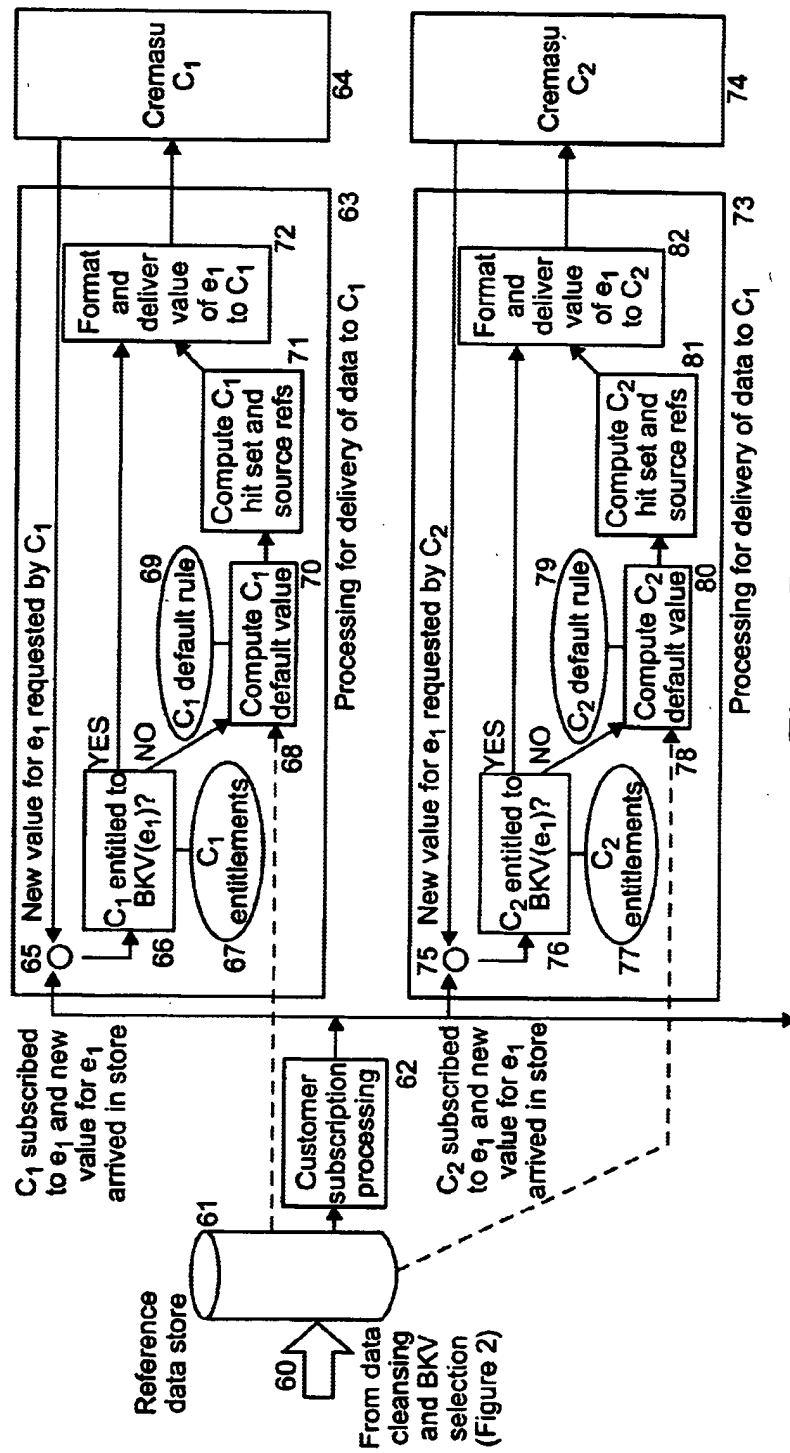 Reference
data store
61
60
From data
cleansing
and BKV
selection
(Figure 2)
Customer
subscription
processing
62
C1 subscribed
to e1 and new
value for e1
arrived in store
65
New value for e1 requested by C1
C1 entitled to
BKV(e1)?
66
YES
NO
C1
entitlements
67
68
C1 default rule
69
Compute C1
default value
70
Compute C1
hit set and
source refs
71
Format
and
deliver
value
of e1
to C1
72
63
Processing for delivery of data to C1
Cremasu
C1
64
C2 subscribed
to e1 and new
value for e1
arrived in store
75
New value for e1 requested by C2
C2 entitled to
BKV(e1)?
76
YES
NO
C2
entitlements
77
78
C2 default rule
79
Compute C2
default value
80
Compute C2
hit set and
source refs
81
Format
and
deliver
value
of e1
to C2
82
73
Processing for delivery of data to C1
Cremasu
C2
74